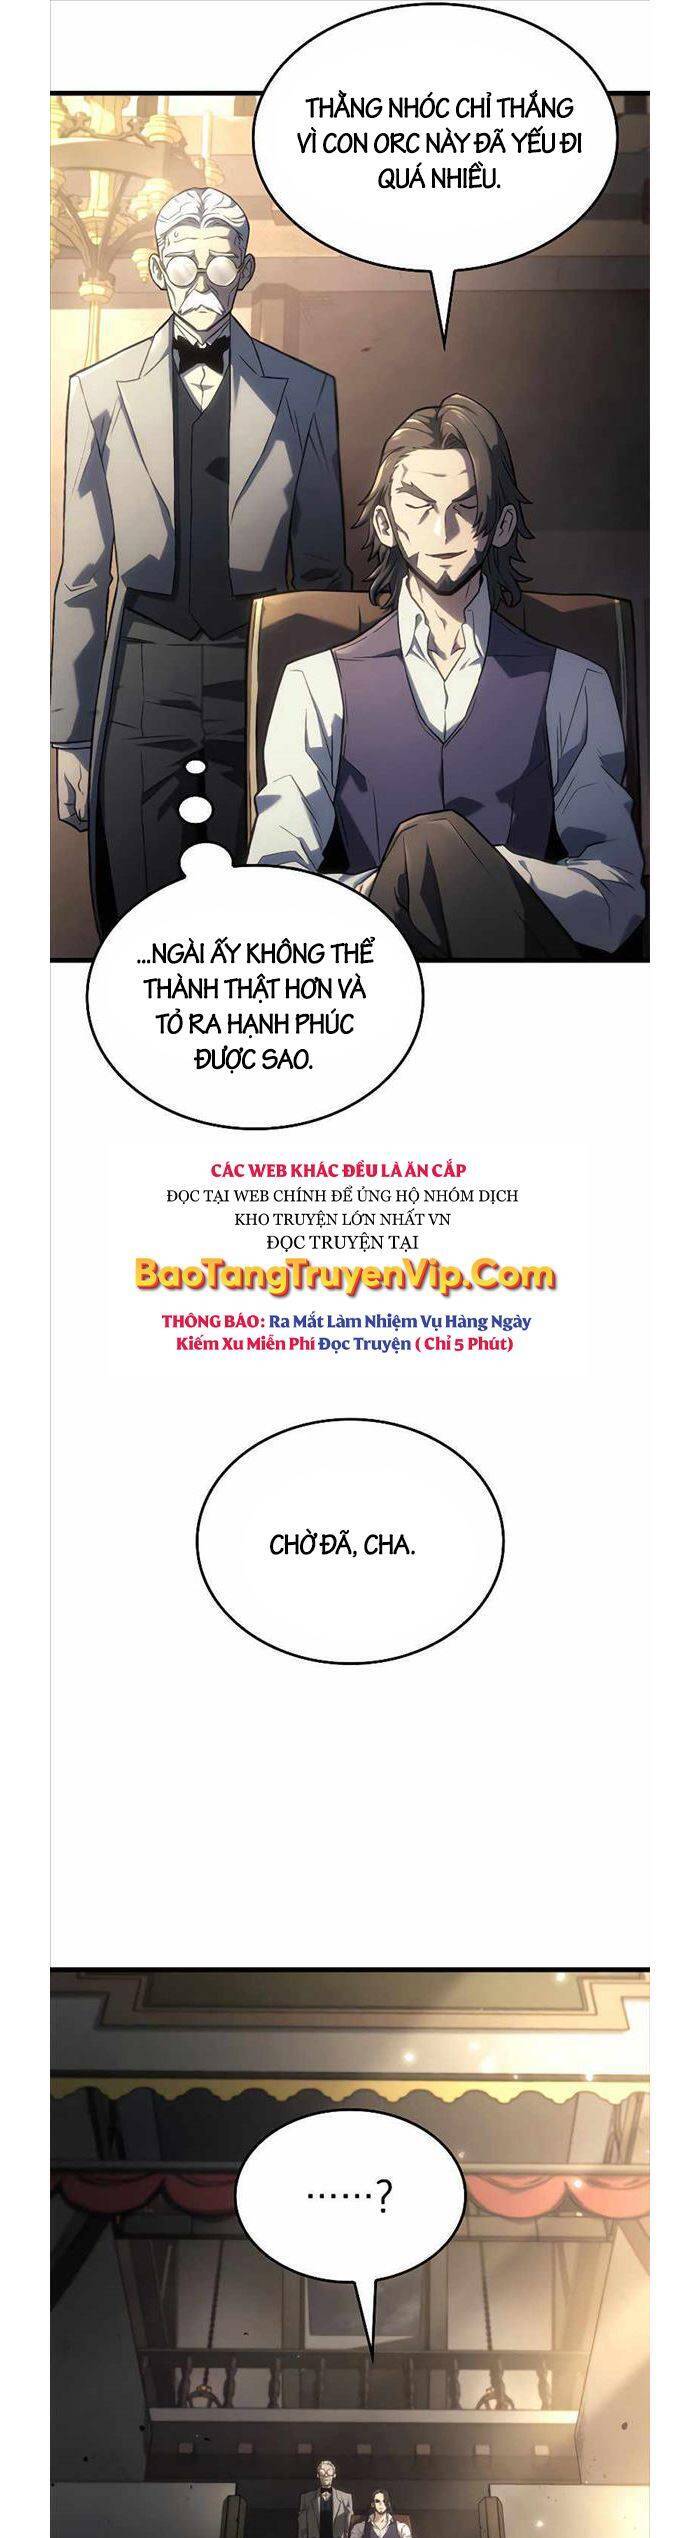 THẰNG NHÓC CHỈ THẮNG
VÌ CON ORC NÀY ĐÃ YẾU ĐI
QUÁ NHIỀU.
...NGÀI ẤY KHÔNG THỂ
THÀNH THẬT HƠN VÀ
TỎ RA HẠNH PHÚC
ĐƯỢC SAO.
CÁC WEB KHÁC ĐỀU LÀ ĂN CẮP
ĐỌC TẠI WEB CHÍNH ĐỂ ỦNG HỘ NHÓM DỊCH
KHO TRUYỆN LỚN NHẤT VN
ĐỌC TRUYỆN TẠI
BaoTangTruyenVip.Com
THÔNG BÁO: Ra Mắt Làm Nhiệm Vụ Hàng Ngày
Kiếm Xu Miễn Phí Đọc Truyện ( Chỉ 5 Phút)
CHỜ ĐÃ, CHA.
......?